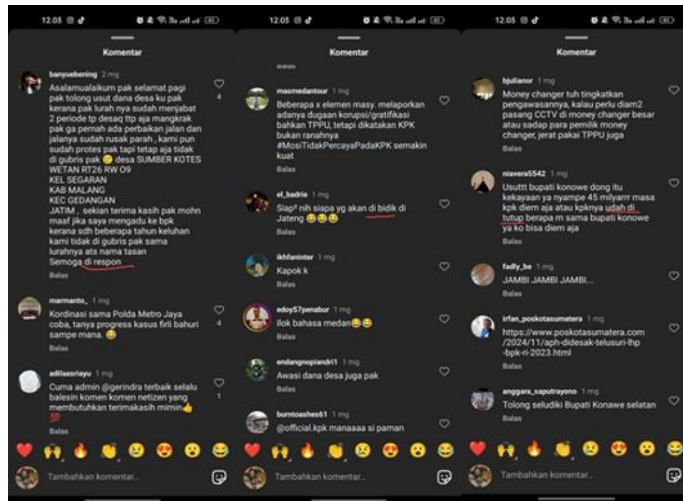 12.05
Komentar
banyuebening 2 mg
Asalamualaikum pak selamat pagi
pak tolong usut dana desa ku pak
kerana pak lurah nya sudah menjabat
2 periode tp desaq ttp aja mangkrak
pak ga pernah ada perbaikan jalan dan
jalanya sudah rusak parah , kami pun
sudah protes pak tapi tetap aja tidak
di gubris pak 😢 desa SUMBER KOTES
WETAN RT26 RW 09
KEL SEGARAN
KAB MALANG
KEC GEDANGAN
JATIM , sekian terima kasih pak mohn
maaf jika saya mengadu ke bpk
kerana sdh beberapa tahun keluhan
kami tidak di gubris pak sama
lurahnya ats nama tasan
Semoga di respon
Balas
4
marmanto_ 1 mg
Kordinasi sama Polda Metro Jaya
coba, tanya progress kasus firli bahuri
sampe mana. 😂
Balas
4
adilaasriayu 1 mg
Cuma admin @gerindra terbaik selalu
balesin komen komen netizen yang
membutuhkan terimakasih mimin👍
💯
Balas
1
❤️ 🙌 🔥 👏 😢 😍 😮 😂
Tambahkan komentar...
12.05
Komentar
masmedantour 1 mg
Beberapa x elemen masy. melaporkan
adanya dugaan korupsi/gratifikasi
bahkan TPPU, tetapi dikatakan KPK
bukan ranahnya
#MosiTidakPercayaPadaKPK semakin
kuat
Balas
el_badrie 1 mg
Siap² nih siapa yg akan di bidik di
Jateng 😂😂😂
Balas
ikhfaninter 1 mg
Kapok k
Balas
edoy57penabur 1 mg
Ilok bahasa medan😂😂
Balas
endangnopiandri1 1 mg
Awasi dana desa juga pak
Balas
burntoashes61 1 mg
@official.kpk manaaaa si paman
❤️ 🙌 🔥 👏 😢 😍 😮 😂
Tambahkan komentar...
12.05
Komentar
bjulianor 1 mg
Money changer tuh tingkatkan
pengawasannya, kalau perlu diam2
pasang CCTV di money changer besar
atau sadap para pemilik money
changer, jerat pakai TPPU juga
Balas
niavera5542 1 mg
Usuttt bupati konowe dong itu
kekayaan ya nyampe 45 milyarrr masa
kpk diem aja atau kpknya udah di
tutup berapa m sama bupati konowe
ya ko bisa diem aja
Balas
fadly_be 1 mg
JAMBI JAMBI JAMBI...
Balas
irfan_poskotasumatera 1 mg
https://www.poskotasumatera.com
/2024/11/aph-didesak-telusuri-lhp
-bpk-ri-2023.html
Balas
anggara_saputrayono 1 mg
Tolong seludiki Bupati Konawe selatan
Balas
❤️ 🙌 🔥 👏 😢 😍 😮 😂
Tambahkan komentar...